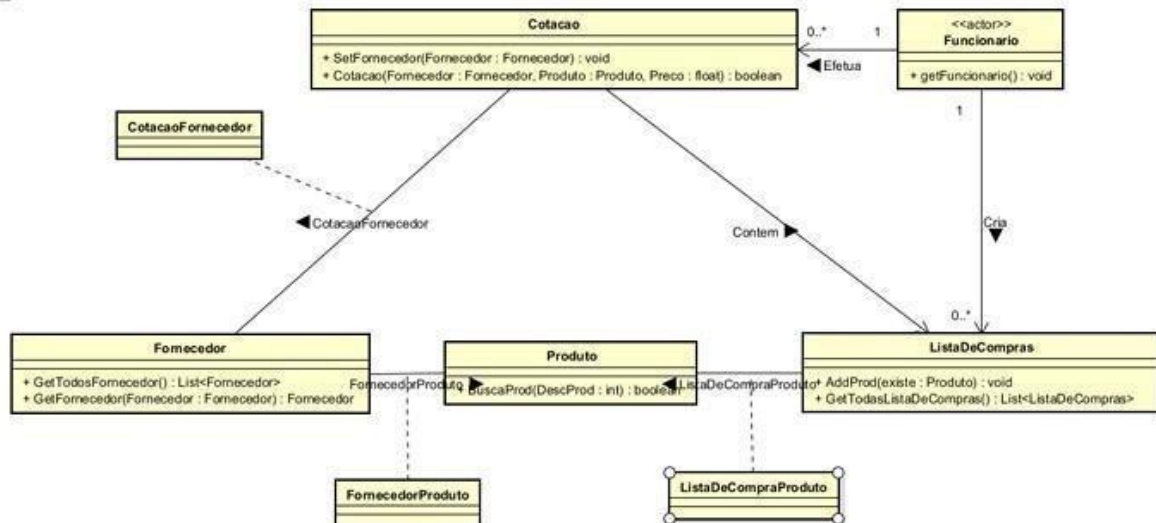 Cotacao
+ SetFornecedor(Fornecedor : Fornecedor) : void
+ Cotacao(Fornecedor : Fornecedor, Produto : Produto, Preco : float) : boolean
0..*
1
Efetua
<<actor>>
Funcionario
+ getFuncionario() : void
1
CotacaoFornecedor
CotacaoFornecedor
Contem
Cria
0..*
Fornecedor
+ GetTodosFornecedor() : List<Fornecedor>
+ GetFornecedor(Fornecedor : Fornecedor) : Fornecedor
FornecedorProduto
Produto
+ BuscaProd(DescProd : int) : boolean
ListaDeCompraProduto
ListaDeCompras
+ AddProd(existe : Produto) : void
+ GetTodasListaDeCompras() : List<ListaDeCompras>
FornecedorProduto
ListaDeCompraProduto